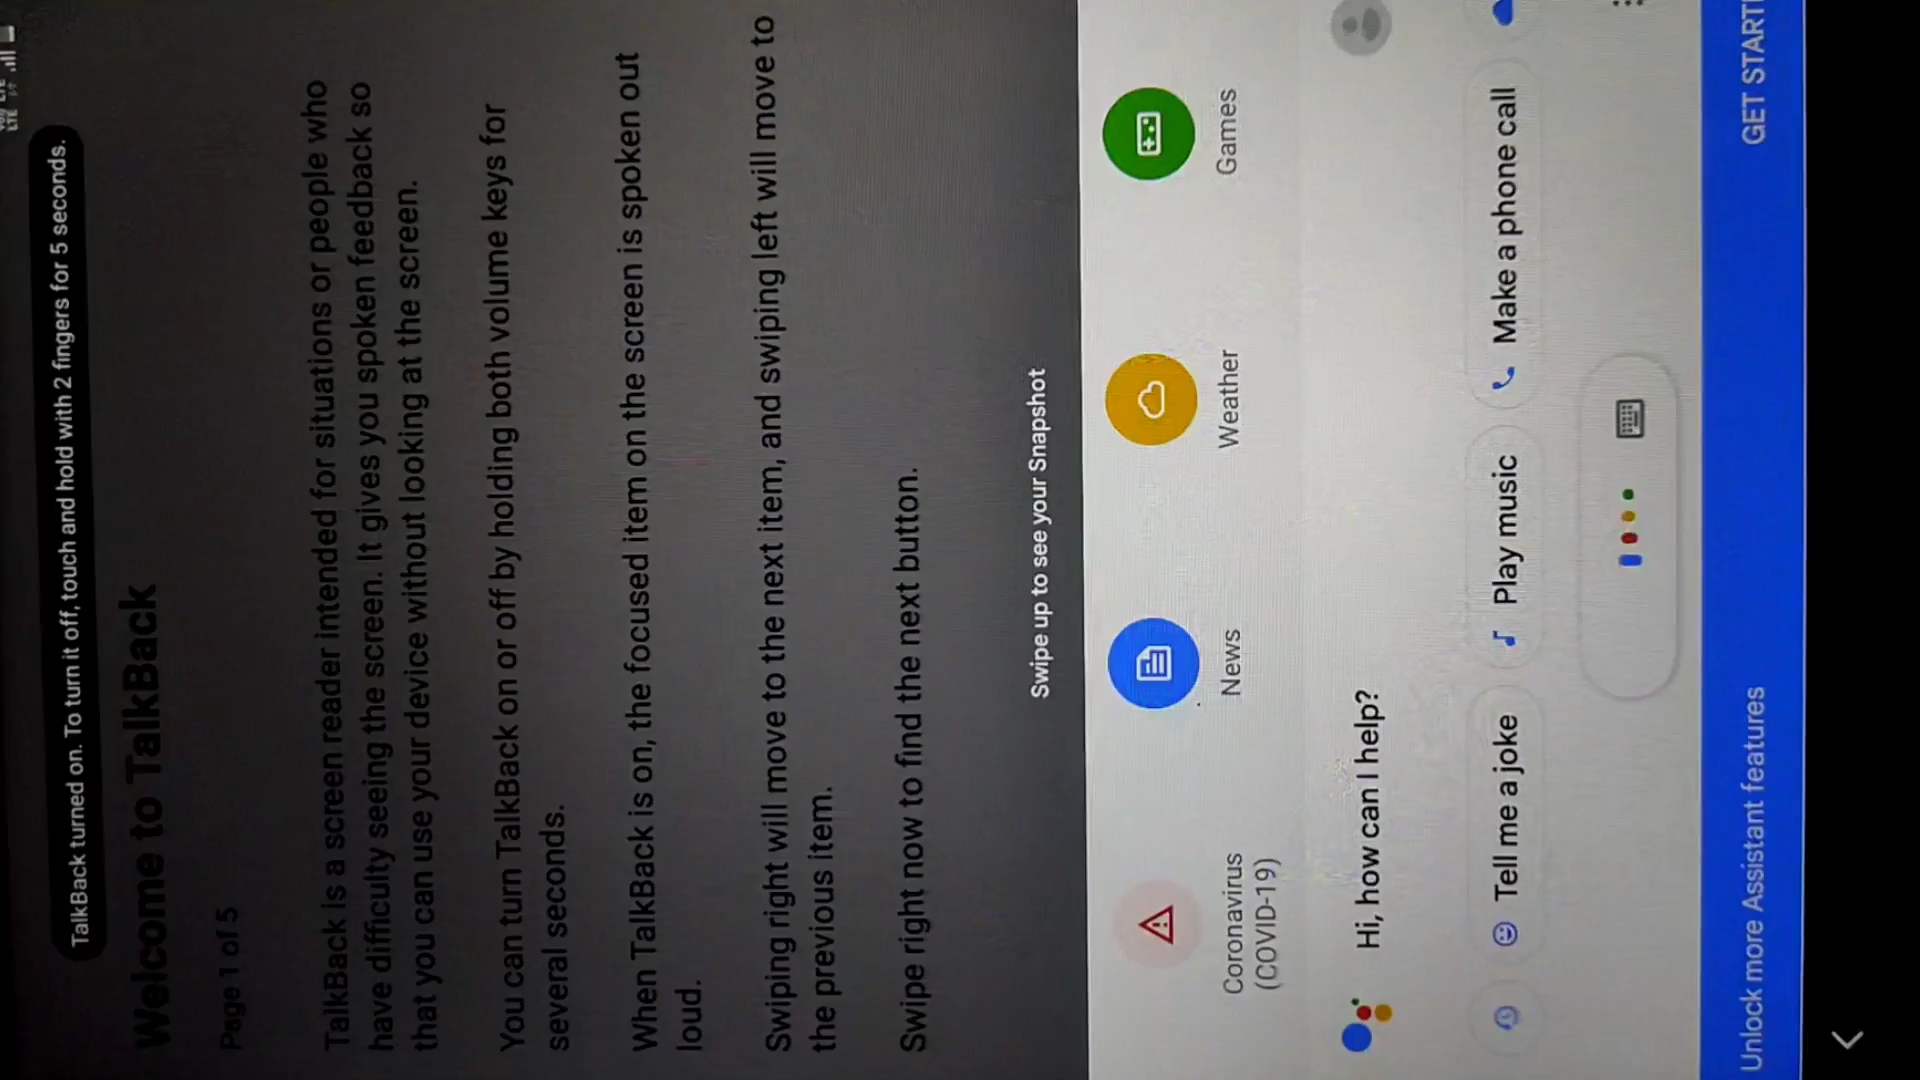 VoLTE LTE
TalkBack turned on. To turn it off, touch and hold with 2 fingers for 5 seconds.
Welcome to TalkBack
Page 1 of 5
TalkBack is a screen reader intended for situations or people who
have difficulty seeing the screen. It gives you spoken feedback so
that you can use your device without looking at the screen.
You can turn TalkBack on or off by holding both volume keys for
several seconds.
When TalkBack is on, the focused item on the screen is spoken out
loud.
Swiping right will move to the next item, and swiping left will move to
the previous item.
Swipe right now to find the next button.
Swipe up to see your Snapshot
Coronavirus
(COVID-19)
News
Weather
Games
Hi, how can I help?
Tell me a joke
Play music
Make a phone call
Unlock more Assistant features
GET START